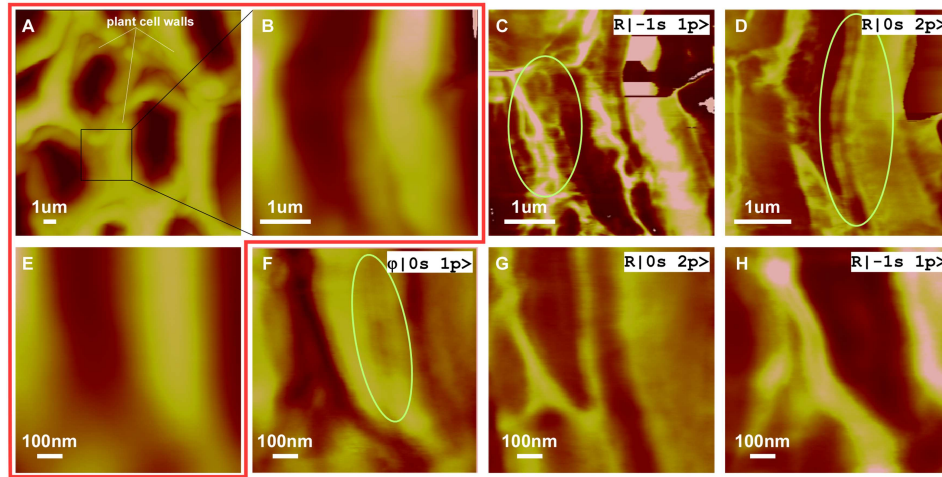 A
plant cell walls
1um
B
1um
C
R|-1s 1p>
1um
D
R|0s 2p>
1um
E
100nm
F
φ|0s 1p>
100nm
G
R|0s 2p>
100nm
H
R|-1s 1p>
100nm